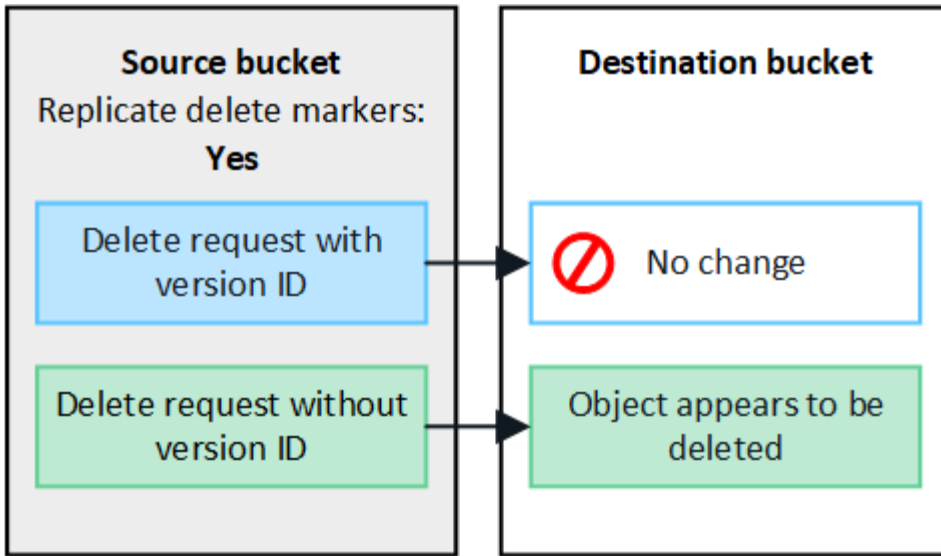 Source bucket
Replicate delete markers:
Yes
Delete request with
version ID
Delete request without
version ID
Destination bucket
No change
Object appears to be
deleted